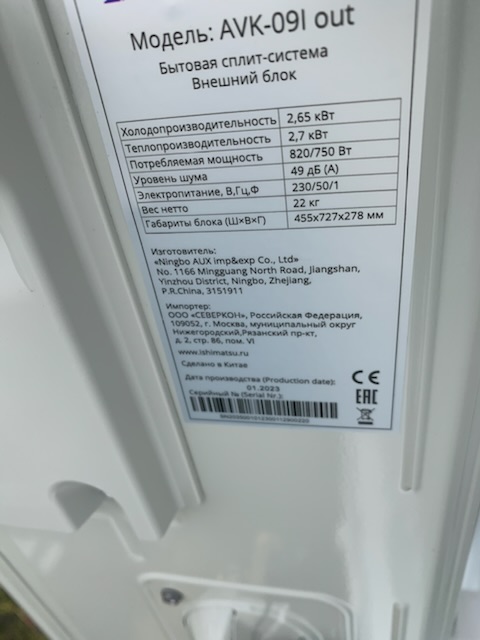 Модель: AVK-09I out
Бытовая сплит-система
Внешний блок
Холодопроизводительность 2,65 кВт
Теплопроизводительность 2,7 кВт
Потребляемая мощность 820/750 Вт
Уровень шума 49 дБ (А)
Электропитание, В,Гц,Ф 230/50/1
Вес нетто 22 кг
Габариты блока (Ш×В×Г) 455х727х278 мм
Изготовитель:
«Ningbo AUX imp&exp Co., Ltd»
No. 1166 Mingguang North Road, Jiangshan,
Yinzhou District, Ningbo, Zhejiang,
P.R.China, 3151911
Импортер:
ООО «СЕВЕРКОН», Российская Федерация,
109052, г. Москва, муниципальный округ
Нижегородский,Рязанский пр-кт,
д. 2, стр. 86, пом. VI
www.ishimatsu.ru
Сделано в Китае
Дата производства (Production date):
01.2023
Серийный № (Serial Nr.):
CE
EAC